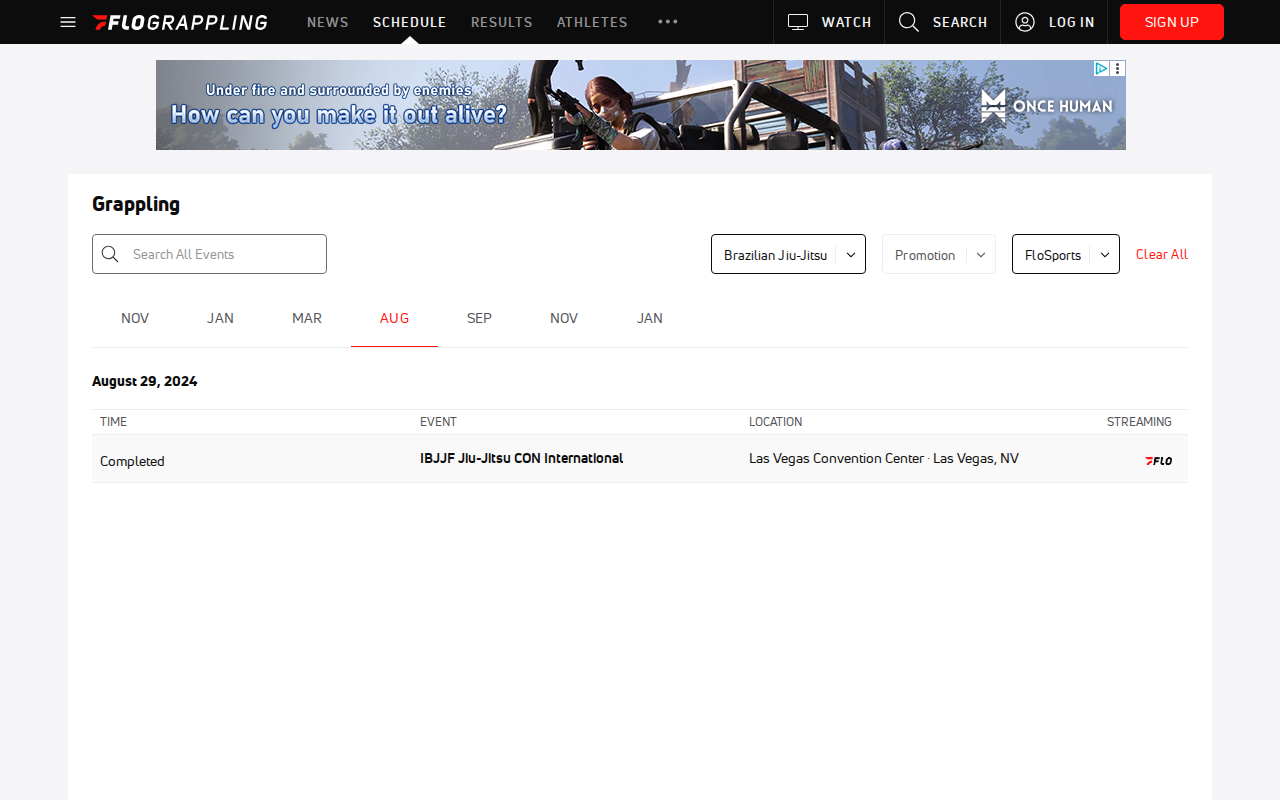 FLOGRAPPLING NEWS SCHEDULE RESULTS ATHLETES WATCH SEARCH LOG IN SIGN UP
Under fire and surrounded by enemies
How can you make it out alive?
ONCE HUMAN
Grappling
Search All Events Brazilian Jiu-Jitsu Promotion FloSports Clear All
NOV JAN MAR AUG SEP NOV JAN
August 29, 2024
TIME EVENT LOCATION STREAMING
Completed IBJJF Jiu-Jitsu CON International Las Vegas Convention Center · Las Vegas, NV FLO